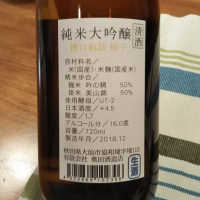 純米大吟醸 清酒
原材料名/
米(国産)・米麹(国産米)
精米歩合/
麹米 吟の精 50%
掛米 美山錦 50%
使用酵母/UT-2
日本酒度/+4.5
酸度/1.7
アルコール分/16.0度
容量/720ml
製造年月/2018.12
秋田県大仙市協和境字境113
有限会社 奥田酒造店
生酒